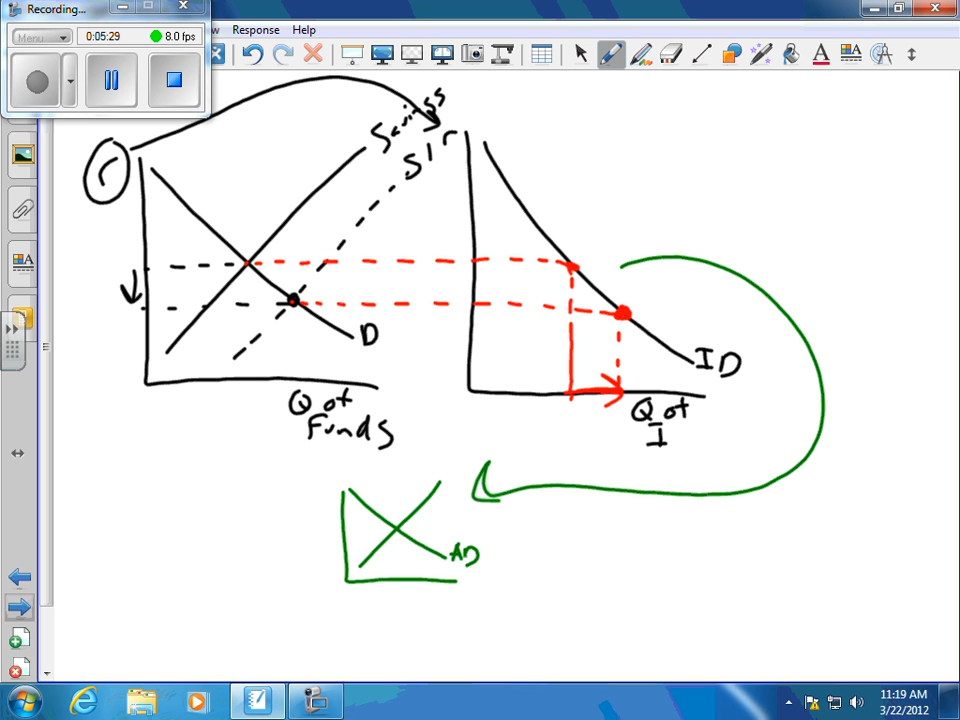 Recording...
Menu
0:05:29
8.0 fps
w Response Help
r
Savings
S1
r
D
Q of
Funds
ID
Q of
I
AD
11:19 AM
3/22/2012